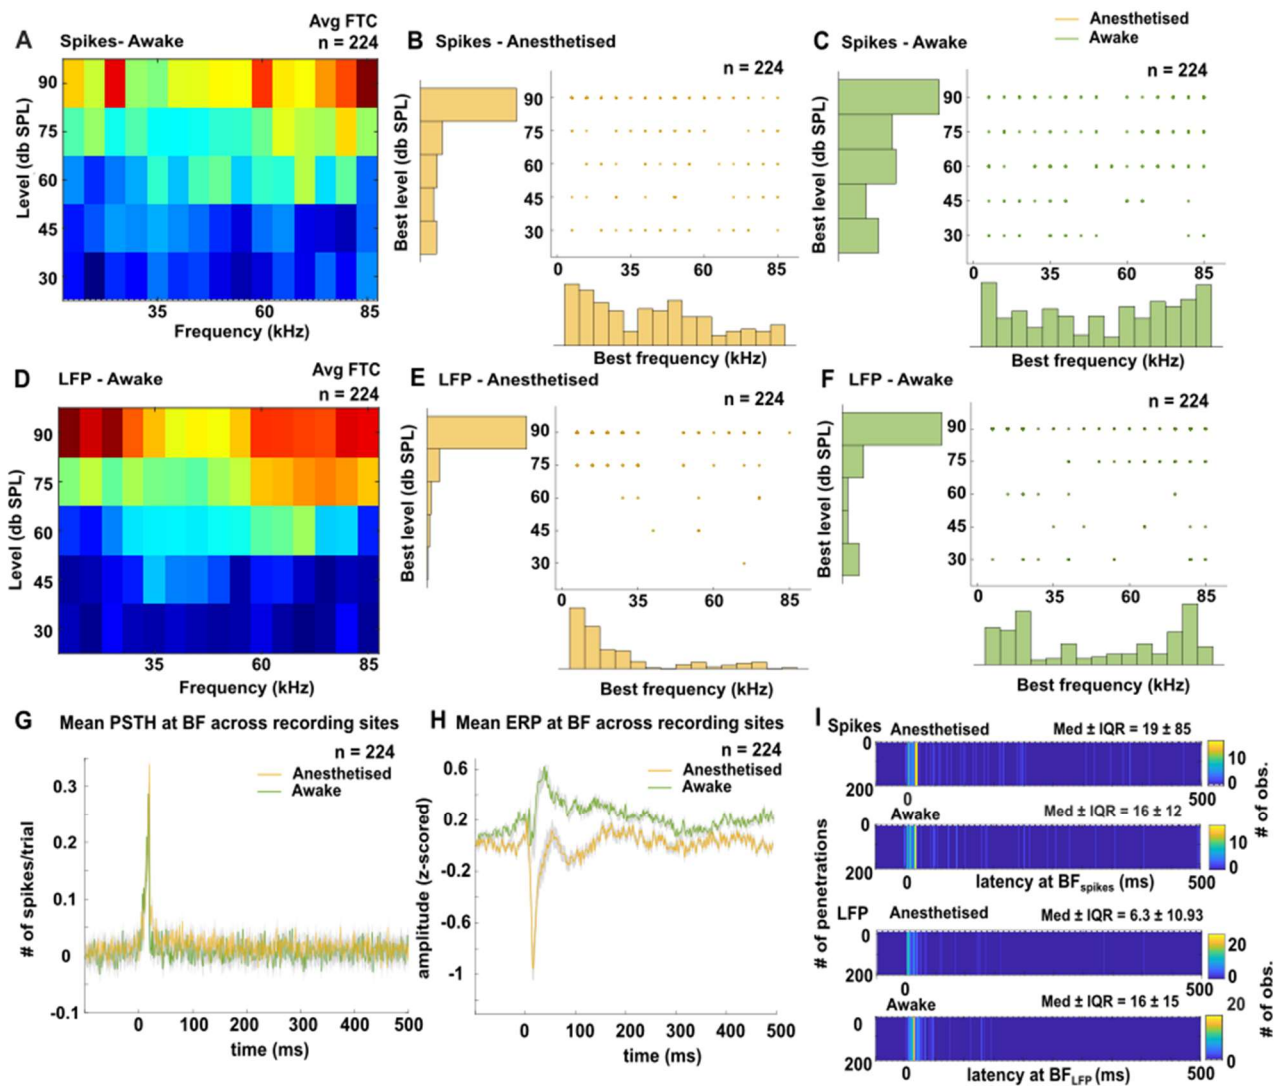 Anesthetised
Awake
A
Spikes- Awake
Avg FTC
n = 224
Level (db SPL)
90
75
60
45
30
35 60 85
Frequency (kHz)
B
Spikes - Anesthetised
n = 224
Best level (db SPL)
90
75
60
45
30
0 35 60 85
Best frequency (kHz)
C
Spikes - Awake
n = 224
Best level (db SPL)
90
75
60
45
30
0 35 60 85
Best frequency (kHz)
D
LFP - Awake
Avg FTC
n = 224
Level (db SPL)
90
75
60
45
30
35 60 85
Frequency (kHz)
E
LFP - Anesthetised
n = 224
Best level (db SPL)
90
75
60
45
30
0 35 60 85
Best frequency (kHz)
F
LFP - Awake
n = 224
Best level (db SPL)
90
75
60
45
30
0 35 60 85
Best frequency (kHz)
G
Mean PSTH at BF across recording sites
n = 224
Anesthetised
Awake
# of spikes/trial
0.3
0.2
0.1
0
-0.1
0 100 200 300 400 500
time (ms)
H
Mean ERP at BF across recording sites
n = 224
Anesthetised
Awake
amplitude (z-scored)
0.6
0.2
-0.2
-0.6
-1
0 100 200 300 400 500
time (ms)
I
Spikes
Anesthetised
Med ± IQR = 19 ± 85
0
200
0 500
10
0
Awake
Med ± IQR = 16 ± 12
0
200
0 500
10
0
# of obs.
latency at BFspikes (ms)
# of penetrations
LFP
Anesthetised
Med ± IQR = 6.3 ± 10.93
0
200
0 500
20
0
Awake
Med ± IQR = 16 ± 15
0
200
0 500
20
10
0
# of obs.
latency at BFLFP (ms)